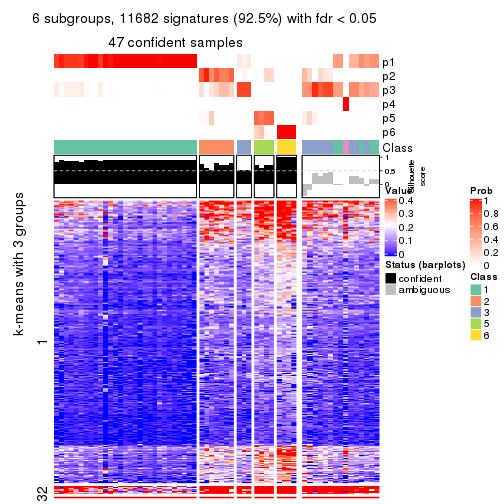 6 subgroups, 11682 signatures (92.5%) with fdr < 0.05
47 confident samples
p1
p2
p3
p4
p5
p6
Class
1
0.5
0
Silhouette
score
k-means with 3 groups
1
32
Value
0.4
0.3
0.2
0.1
0
Status (barplots)
confident
ambiguous
Prob
1
0.8
0.6
0.4
0.2
0
Class
1
2
3
5
6